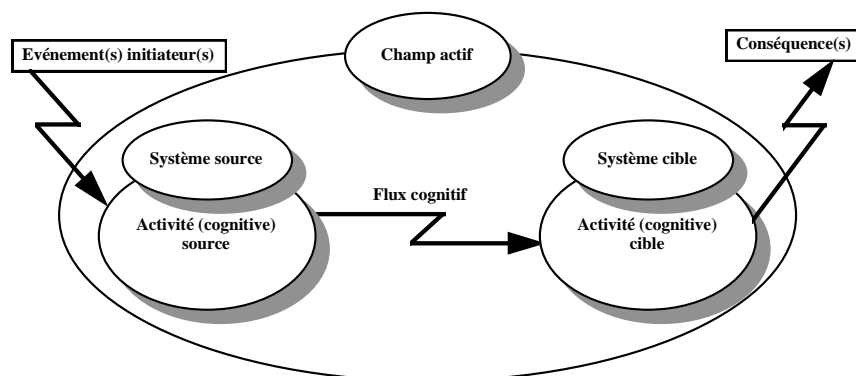 Evénement(s) initiateur(s)
Champ actif
Conséquence(s)
Système source
Activité (cognitive)
source
Flux cognitif
Système cible
Activité (cognitive)
cible